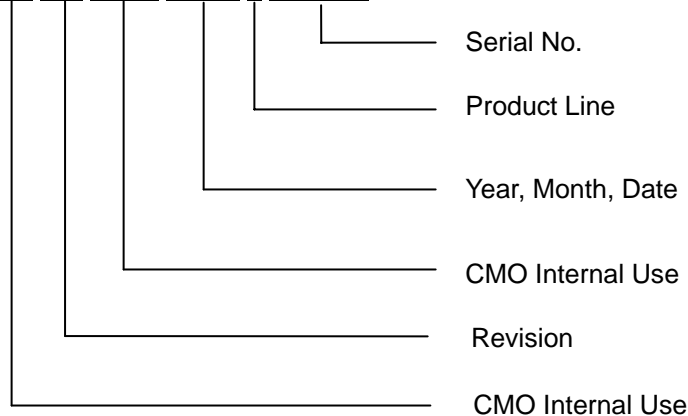 Serial No.
Product Line
Year, Month, Date
CMO Internal Use
Revision
CMO Internal Use